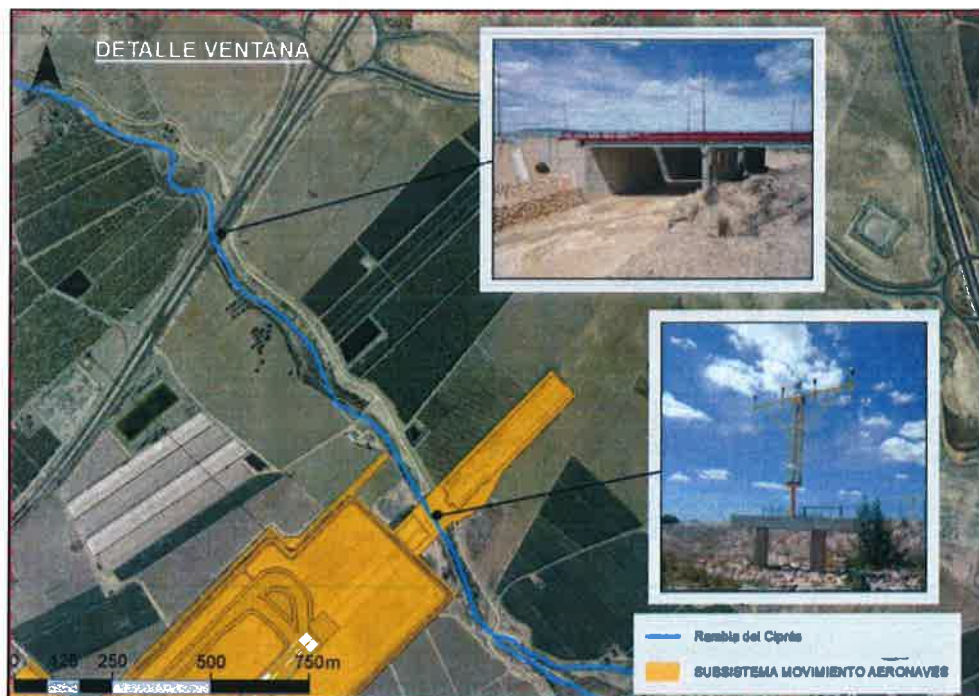 N
DETALLE VENTANA
0 125 250 500 750m
Rambla del Ciprés
SUBSISTEMA MOVIMIENTO AERONAVES